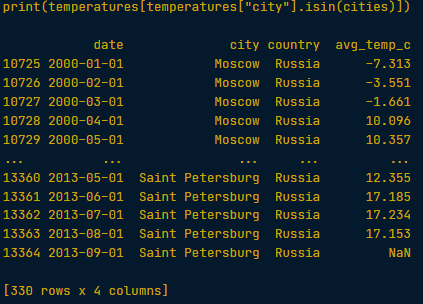 print(temperatures[temperatures["city"].isin(cities)])
date city country avg_temp_c
10725 2000-01-01 Moscow Russia -7.313
10726 2000-02-01 Moscow Russia -3.551
10727 2000-03-01 Moscow Russia -1.661
10728 2000-04-01 Moscow Russia 10.096
10729 2000-05-01 Moscow Russia 10.357
... ... ... ... ...
13360 2013-05-01 Saint Petersburg Russia 12.355
13361 2013-06-01 Saint Petersburg Russia 17.185
13362 2013-07-01 Saint Petersburg Russia 17.234
13363 2013-08-01 Saint Petersburg Russia 17.153
13364 2013-09-01 Saint Petersburg Russia NaN
[330 rows x 4 columns]